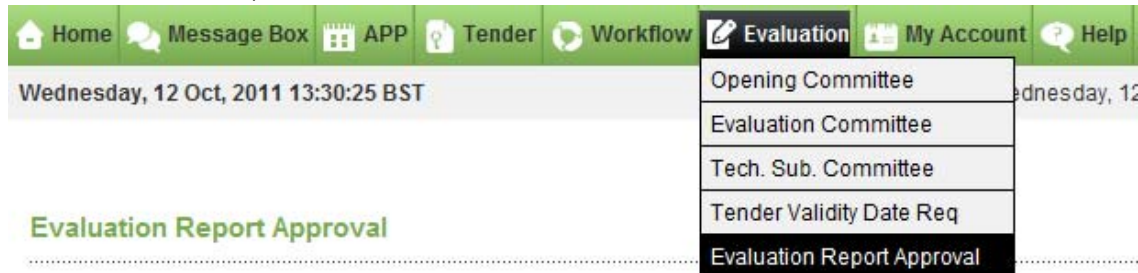 Home Message Box APP Tender Workflow Evaluation My Account Help
Wednesday, 12 Oct, 2011 13:30:25 BST
Opening Committee
Evaluation Committee
Tech. Sub. Committee
Tender Validity Date Req
Evaluation Report Approval
Evaluation Report Approval